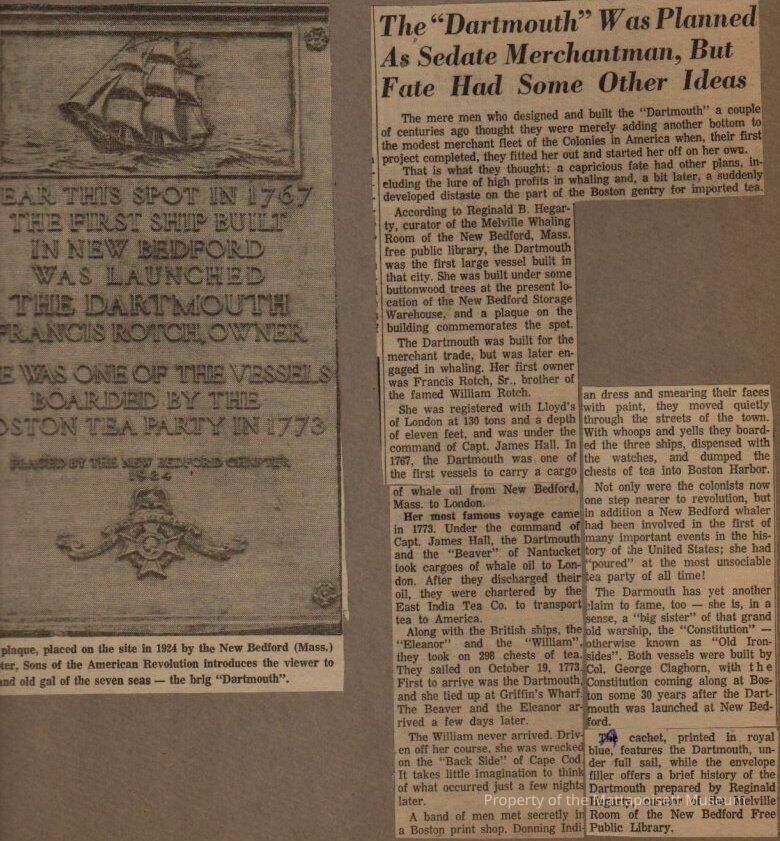 EAR THIS SPOT IN 1767
THE FIRST SHIP BUILT
IN NEW BEDFORD
WAS LAUNCHED
THE DARTMOUTH
FRANCIS ROTCH, OWNER
E WAS ONE OF THE VESSELS
BOARDED BY THE
OSTON TEA PARTY IN 1773
PLACED BY THE NEW BEDFORD CHAPTER
1924
plaque, placed on the site in 1924 by the New Bedford (Mass.)
ter, Sons of the American Revolution introduces the viewer to
nd old gal of the seven seas — the brig "Dartmouth".
The "Dartmouth" Was Planned
As Sedate Merchantman, But
Fate Had Some Other Ideas
The mere men who designed and built the "Dartmouth" a couple
of centuries ago thought they were merely adding another bottom to
the modest merchant fleet of the Colonies in America when, their first
project completed, they fitted her out and started her off on her own.
That is what they thought; a capricious fate had other plans, in-
cluding the lure of high profits in whaling and, a bit later, a suddenly
developed distaste on the part of the Boston gentry for imported tea.
According to Reginald B. Hegar-
ty, curator of the Melville Whaling
Room of the New Bedford, Mass.
free public library, the Dartmouth
was the first large vessel built in
that city. She was built under some
buttonwood trees at the present lo-
cation of the New Bedford Storage
Warehouse, and a plaque on the
building commemorates the spot.
The Dartmouth was built for the
merchant trade, but was later en-
gaged in whaling. Her first owner
was Francis Rotch, Sr., brother of
the famed William Rotch.
She was registered with Lloyd's
of London at 130 tons and a depth
of eleven feet, and was under the
command of Capt. James Hall. In
1767, the Dartmouth was one of
the first vessels to carry a cargo
of whale oil from New Bedford,
Mass. to London.
Her most famous voyage came
in 1773. Under the command of
Capt. James Hall, the Dartmouth
and the "Beaver" of Nantucket
took cargoes of whale oil to Lon-
don. After they discharged their
oil, they were chartered by the
East India Tea Co. to transport
tea to America.
Along with the British ships, the
"Eleanor" and the "William",
they took on 298 chests of tea.
They sailed on October 19, 1773.
First to arrive was the Dartmouth,
and she tied up at Griffin's Wharf.
The Beaver and the Eleanor ar-
rived a few days later.
The William never arrived. Driv-
en off her course, she was wrecked
on the "Back Side" of Cape Cod.
It takes little imagination to think
of what occurred just a few nights
later.
A band of men met secretly in
a Boston print shop. Donning Indi-
an dress and smearing their faces
with paint, they moved quietly
through the streets of the town.
With whoops and yells they board-
ed the three ships, dispensed with
the watches, and dumped the
chests of tea into Boston Harbor.
Not only were the colonists now
one step nearer to revolution, but
in addition a New Bedford whaler
had been involved in the first of
many important events in the his-
tory of the United States; she had
"poured" at the most unsociable
tea party of all time!
The Darmouth has yet another
claim to fame, too — she is, in a
sense, a "big sister" of that grand
old warship, the "Constitution" —
otherwise known as "Old Iron-
sides". Both vessels were built by
Col. George Claghorn, with the
Constitution coming along at Bos-
ton some 30 years after the Dart-
mouth was launched at New Bed-
ford.
The cachet, printed in royal
blue, features the Dartmouth, un-
der full sail, while the envelope
filler offers a brief history of the
Dartmouth prepared by Reginald
Hegarty, curator of the Melville
Room of the New Bedford Free
Public Library.
Property of the Mattapoisett Museum